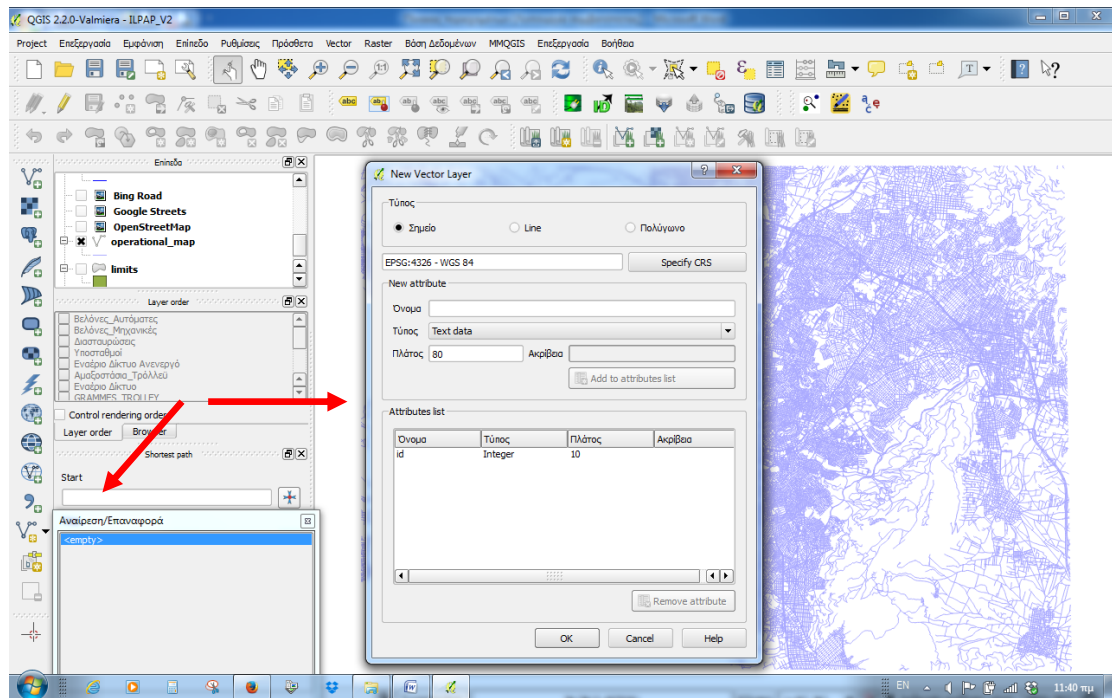 QGIS 2.2.0-Valmiera - ILPAP_V2
Project Επεξεργασία Εμφάνιση Επίπεδο Ρυθμίσεις Πρόσθετα Vector Raster Βάση Δεδομένων MMQGIS Επεξεργασία Βοήθεια
Επίπεδα
Bing Road
Google Streets
OpenStreetMap
operational_map
limits
Layer order
Βελόνες_Αυτόματες
Βελόνες_Μηχανικές
Διασταυρώσεις
Υποσταθμοί
Εναέριο Δίκτυο Ανενεργό
Αμαξοστάσια_Τρόλλεϋ
Εναέριο Δίκτυο
GRAMMES_TROLLEY
Control rendering order
Layer order Browser
Shortest path
Start
Αναίρεση/Επαναφορά
<empty>
New Vector Layer
Τύπος
Σημείο Line Πολύγωνο
EPSG:4326 - WGS 84 Specify CRS
New attribute
Όνομα
Τύπος Text data
Πλάτος 80 Ακρίβεια
Add to attributes list
Attributes list
Όνομα Τύπος Πλάτος Ακρίβεια
id Integer 10
Remove attribute
OK Cancel Help
EN 11:40 πμ